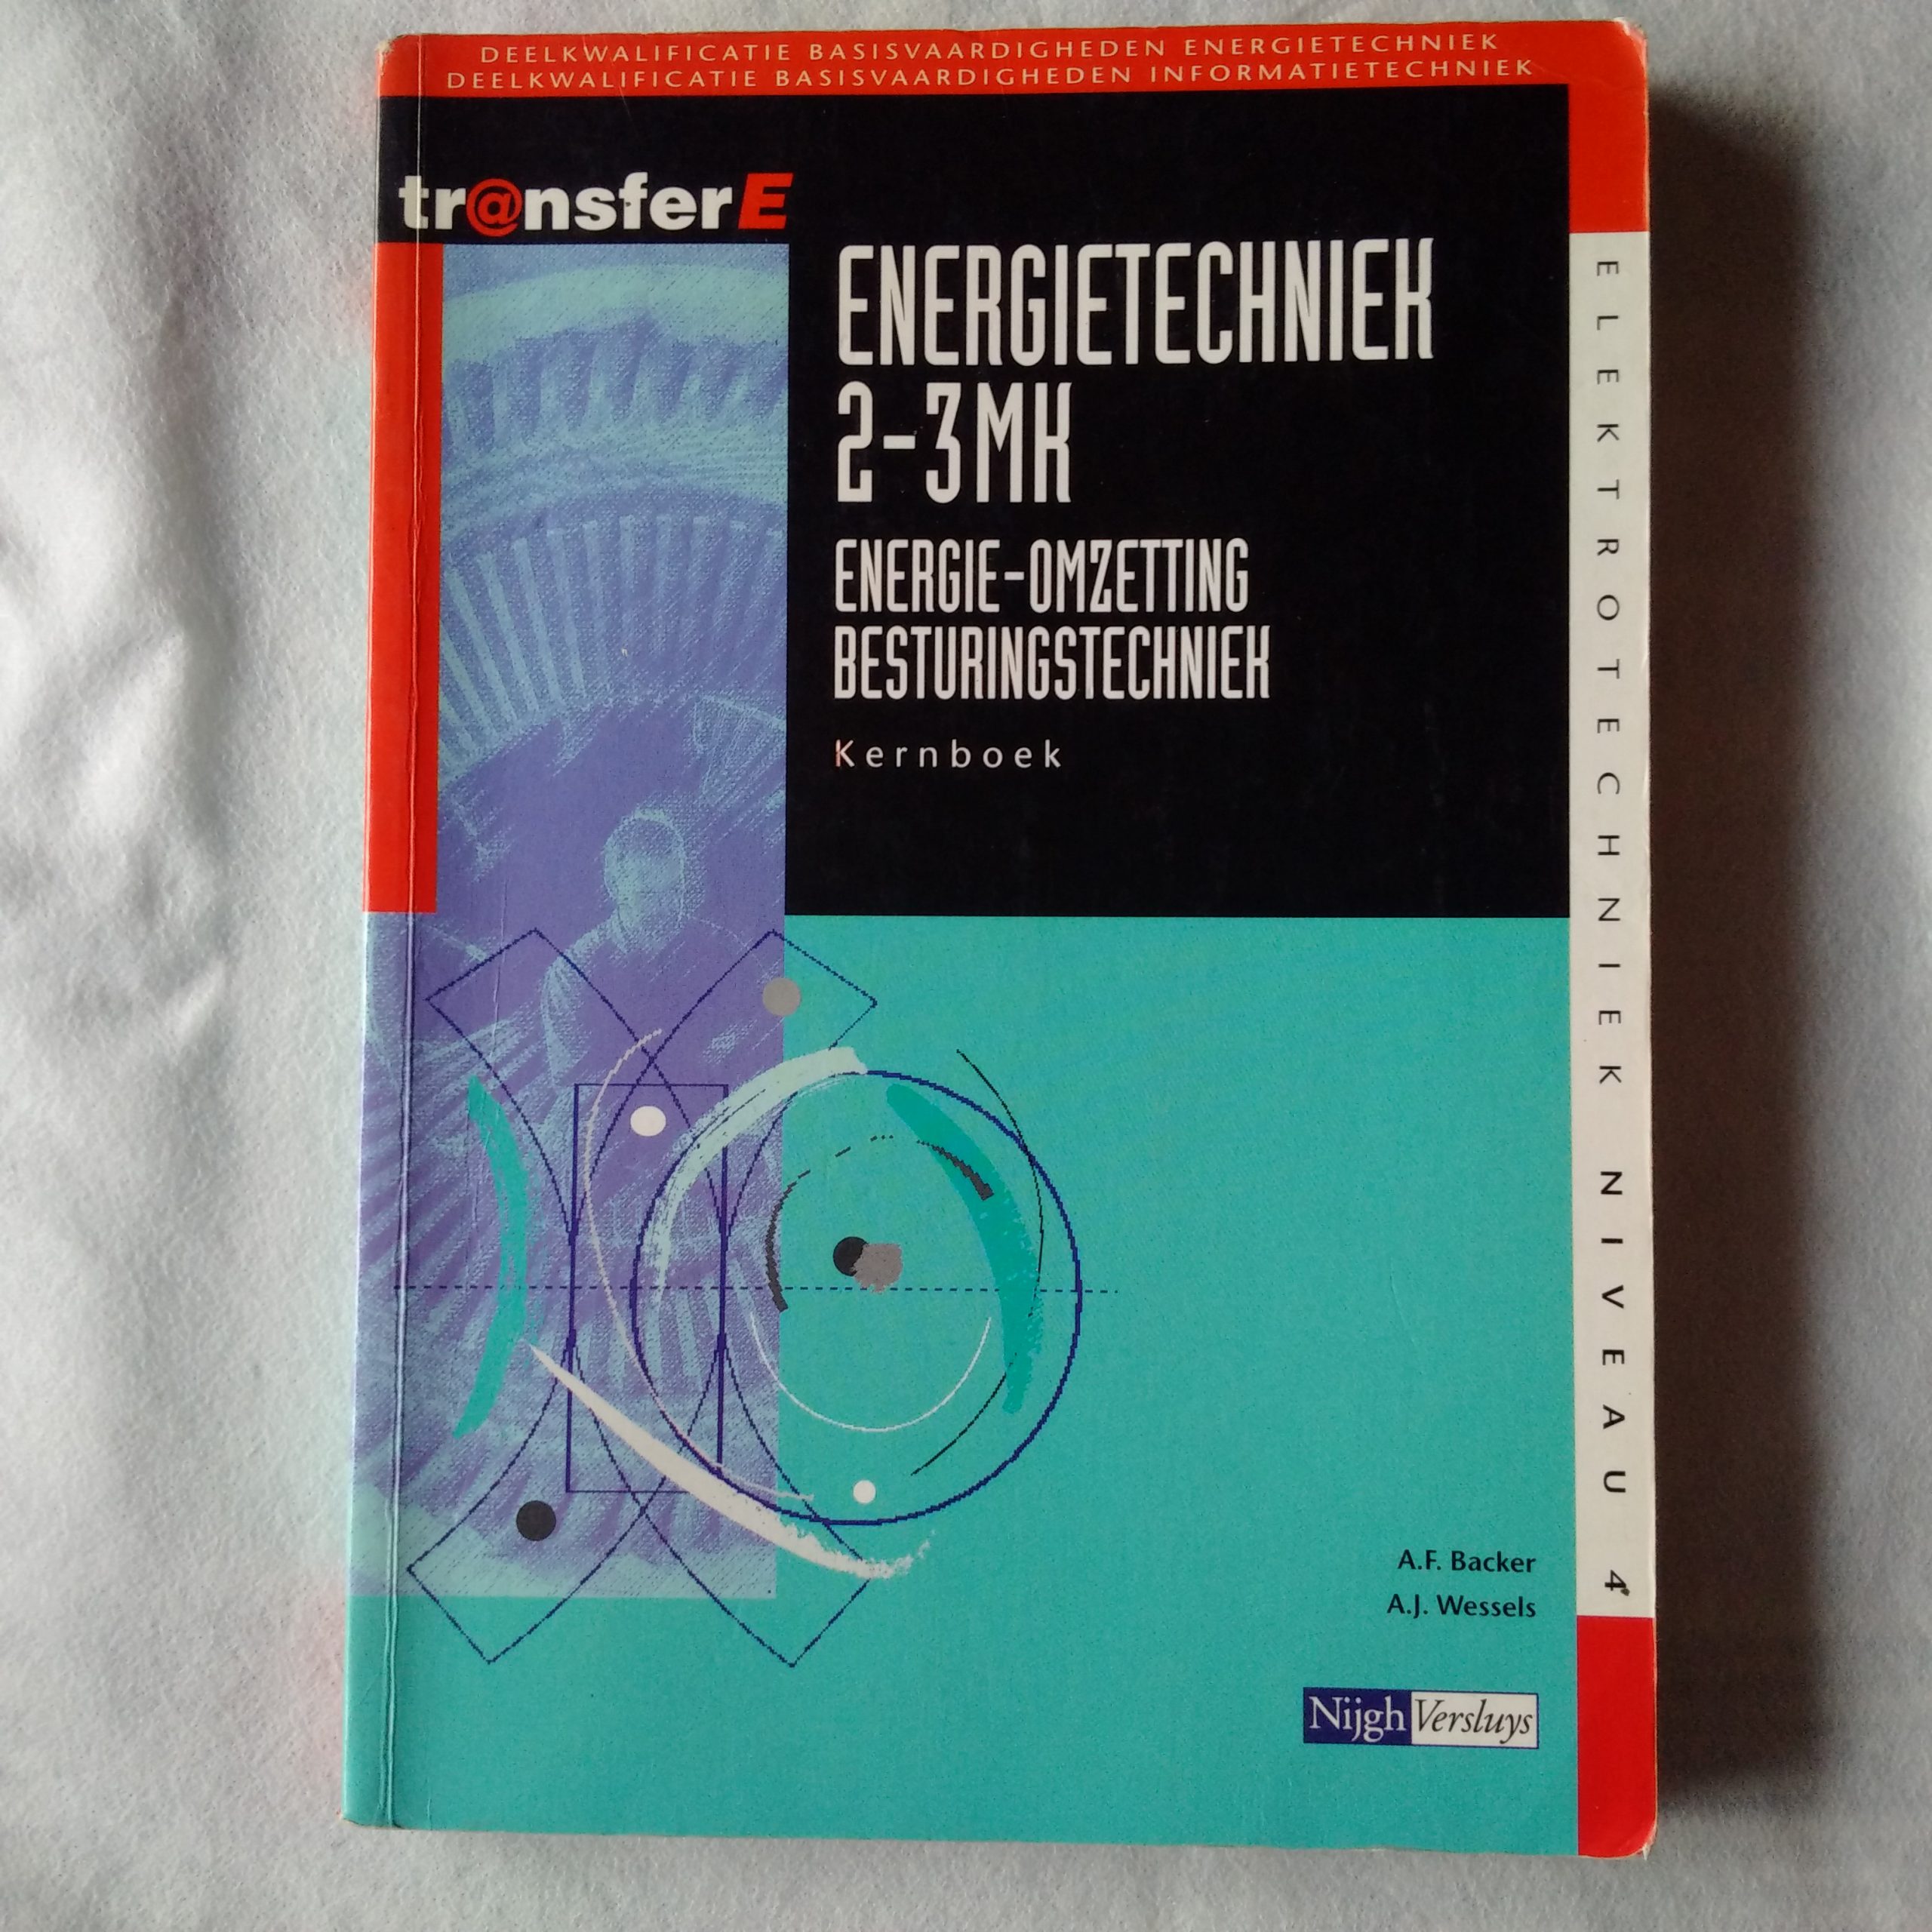 DEELKWALIFICATIE BASISVAARDIGHEDEN ENERGIETECHNIEK
DEELKWALIFICATIE BASISVAARDIGHEDEN INFORMATIETECHNIEK
tr@nsfer E
ENERGIETECHNIEK
2-3MK
ENERGIE-OMZETTING
BESTURINGSTECHNIEK
Kernboek
ELEKTROTECHNIEK NIVEAU 4
A.F. Backer
A.J. Wessels
Nijgh Versluys